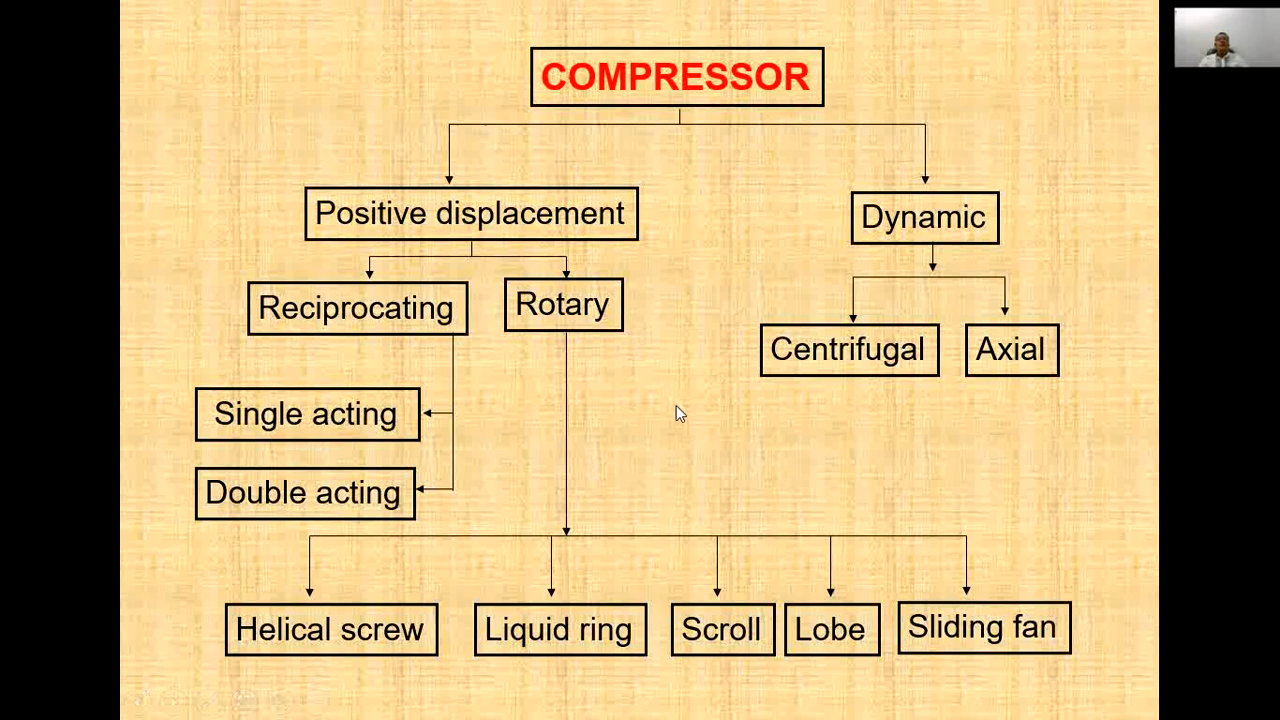 COMPRESSOR
Positive displacement
Dynamic
Reciprocating
Rotary
Centrifugal
Axial
Single acting
Double acting
Helical screw
Liquid ring
Scroll
Lobe
Sliding fan